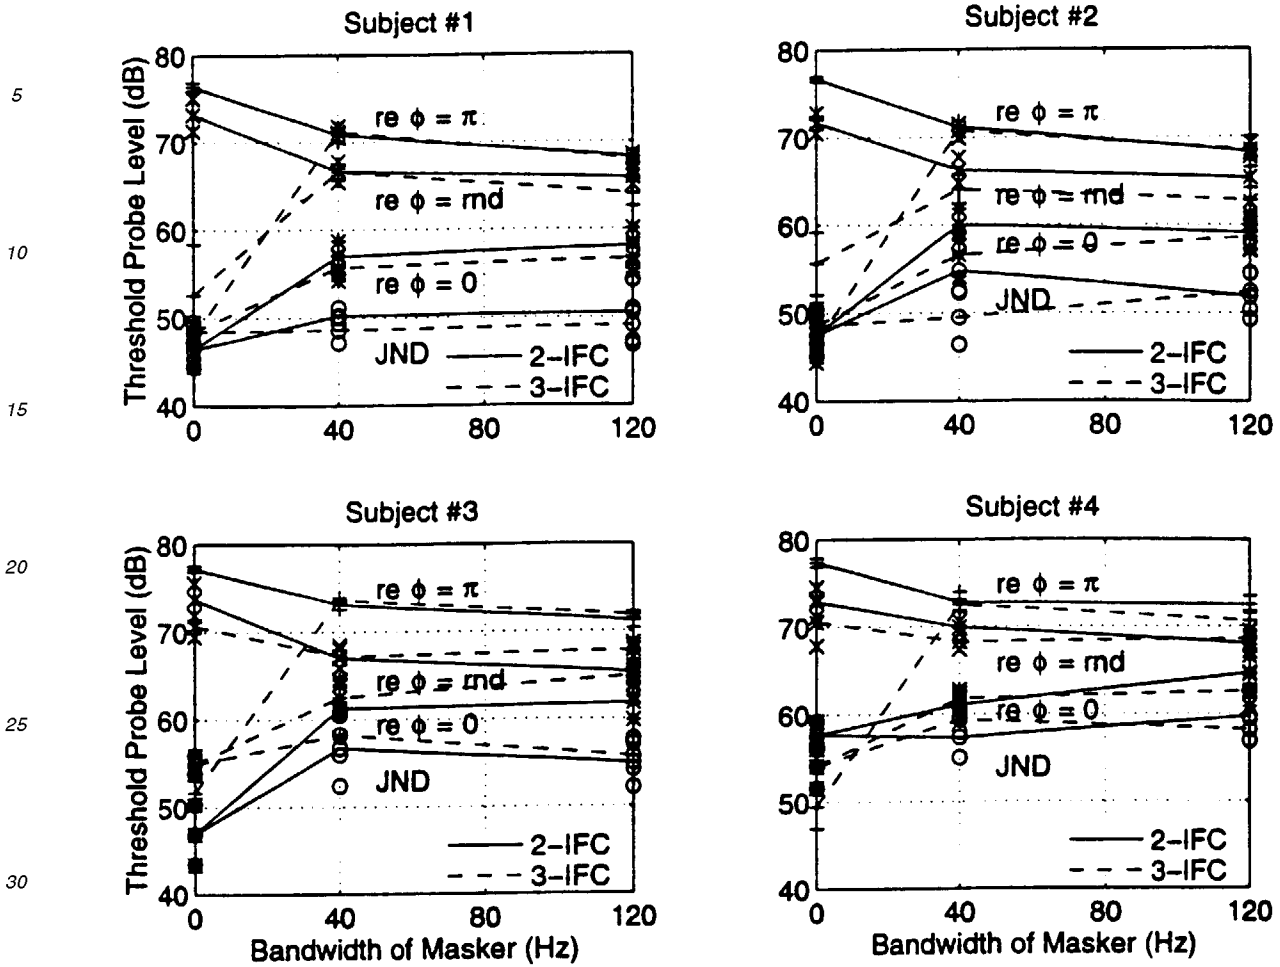 Subject #1
Threshold Probe Level (dB)
80
70
60
50
40
0
40
80
120
re ϕ = π
re ϕ = rnd
re ϕ = 0
JND
2-IFC
3-IFC
Subject #2
80
70
60
50
40
0
40
80
120
re ϕ = π
re ϕ = rnd
re ϕ = 0
JND
2-IFC
3-IFC
Subject #3
Threshold Probe Level (dB)
80
70
60
50
40
0
40
80
120
Bandwidth of Masker (Hz)
re ϕ = π
re ϕ = rnd
re ϕ = 0
JND
2-IFC
3-IFC
Subject #4
80
70
60
50
40
0
40
80
120
Bandwidth of Masker (Hz)
re ϕ = π
re ϕ = rnd
re ϕ = 0
JND
2-IFC
3-IFC
5
10
15
20
25
30